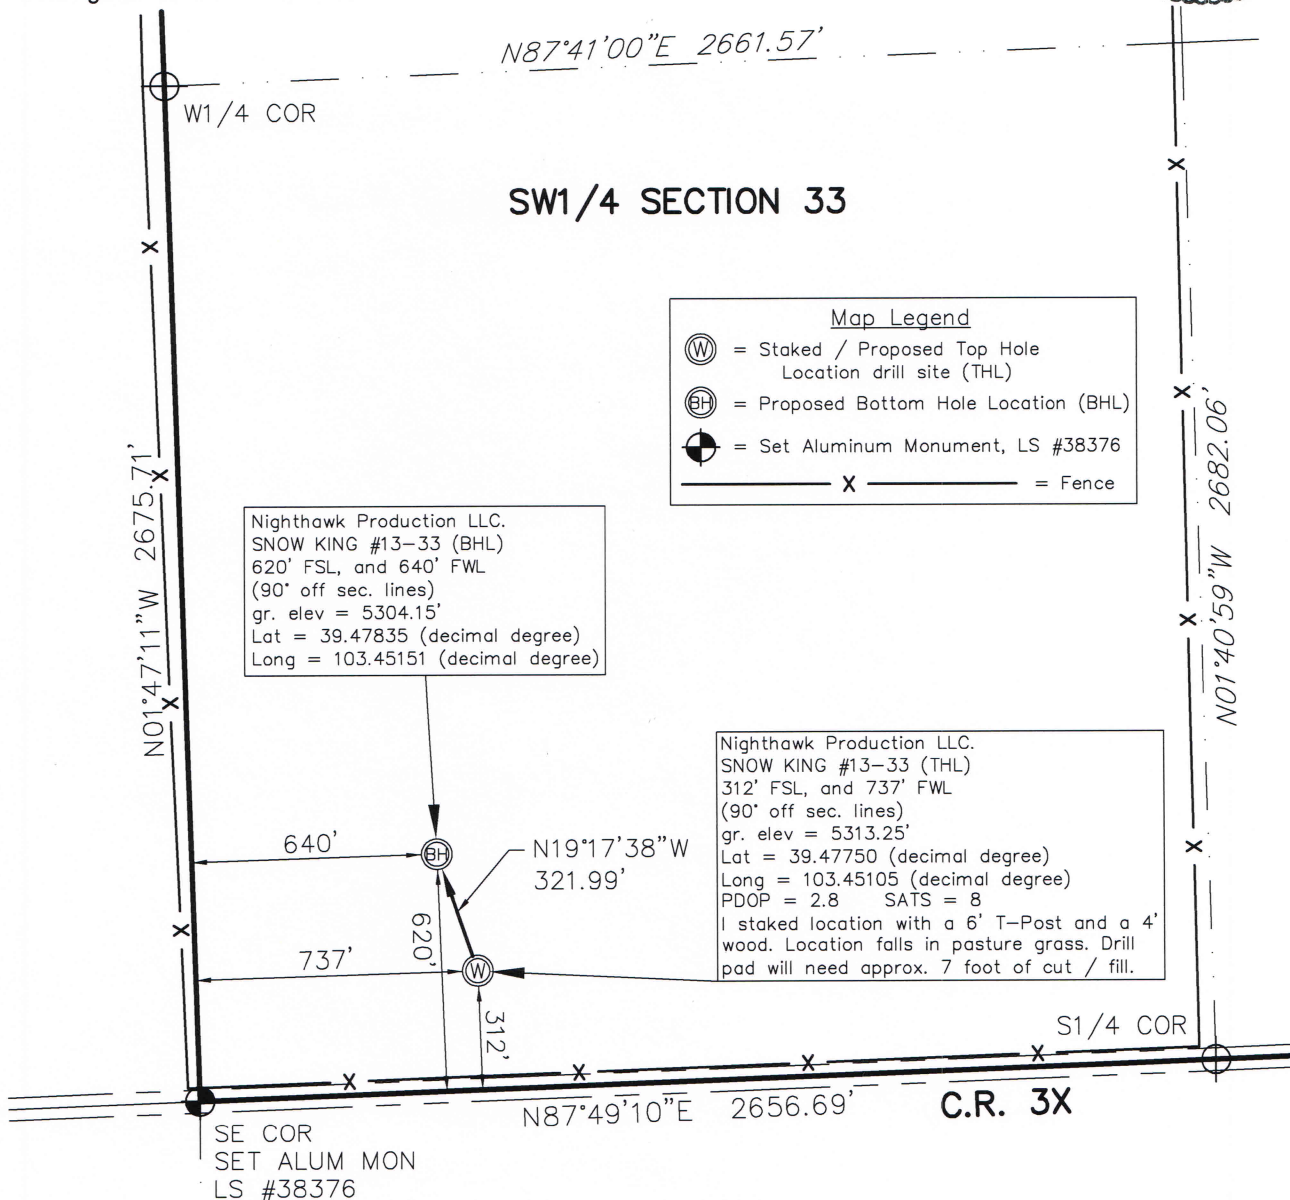 N87°41'00"E 2661.57'
W1/4 COR
SW1/4 SECTION 33
Map Legend
W = Staked / Proposed Top Hole
Location drill site (THL)
BH = Proposed Bottom Hole Location (BHL)
= Set Aluminum Monument, LS #38376
X = Fence
N01°47'11"W 2675.71'
N01°40'59"W 2682.06'
Nighthawk Production LLC.
SNOW KING #13-33 (BHL)
620' FSL, and 640' FWL
(90° off sec. lines)
gr. elev = 5304.15'
Lat = 39.47835 (decimal degree)
Long = 103.45151 (decimal degree)
Nighthawk Production LLC.
SNOW KING #13-33 (THL)
312' FSL, and 737' FWL
(90° off sec. lines)
gr. elev = 5313.25'
Lat = 39.47750 (decimal degree)
Long = 103.45105 (decimal degree)
PDOP = 2.8 SATS = 8
I staked location with a 6' T-Post and a 4'
wood. Location falls in pasture grass. Drill
pad will need approx. 7 foot of cut / fill.
640'
BH
N19°17'38"W
321.99'
620'
737'
W
312'
S1/4 COR
N87°49'10"E 2656.69'
C.R. 3X
SE COR
SET ALUM MON
LS #38376